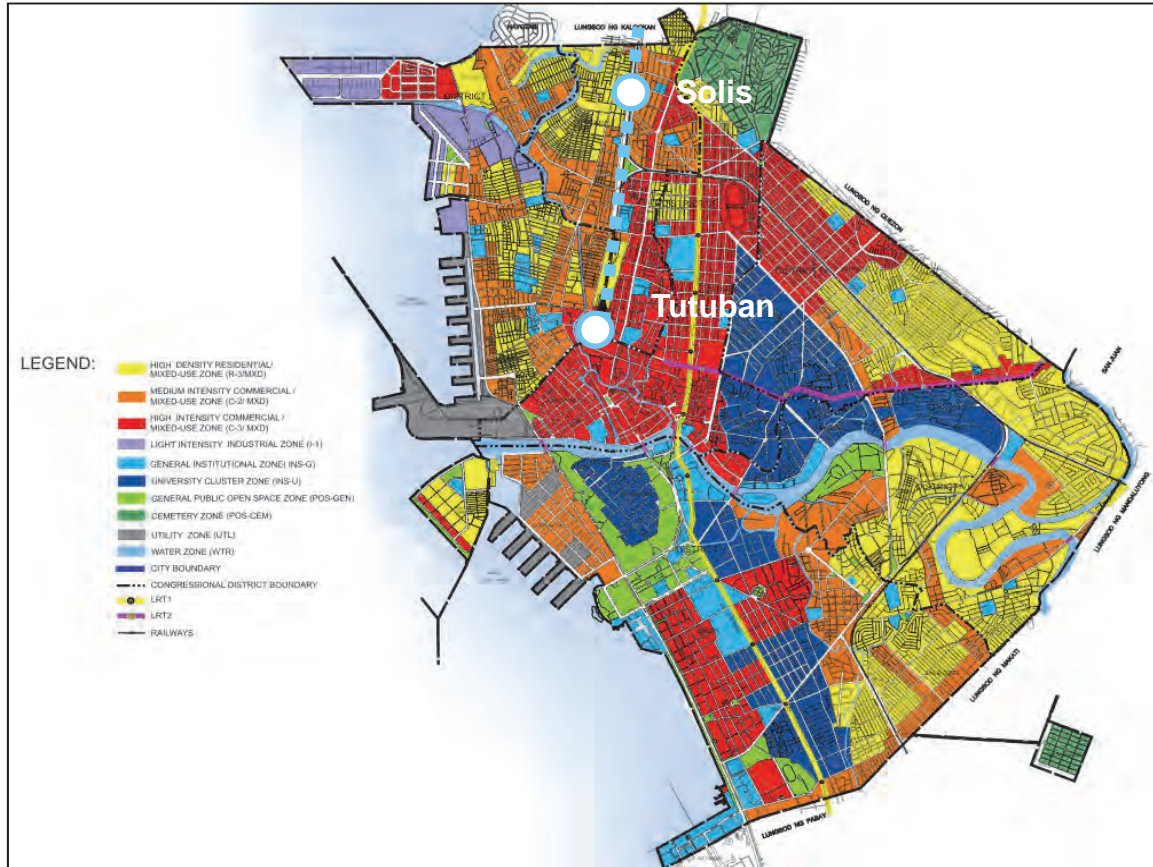 NAVOTAS
LUNGSOD NG KALOOKAN
Solis
DISTRICT
LUNGSOD NG QUEZON
Tutuban
SAN JUAN
LEGEND:
HIGH DENSITY RESIDENTIAL/
MIXED-USE ZONE (R-3/MXD)
MEDIUM INTENSITY COMMERCIAL /
MIXED-USE ZONE (C-2/ MXD)
HIGH INTENSITY COMMERCIAL /
MIXED-USE ZONE (C-3/ MXD)
LIGHT INTENSITY INDUSTRIAL ZONE (I-1)
GENERAL INSTITUTIONAL ZONE( INS-G)
UNIVERSITY CLUSTER ZONE (INS-U)
GENERAL PUBLIC OPEN SPACE ZONE (POS-GEN)
CEMETERY ZONE (POS-CEM)
UTILITY ZONE (UTL)
WATER ZONE (WTR)
CITY BOUNDARY
CONGRESSIONAL DISTRICT BOUNDARY
LRT1
LRT2
RAILWAYS
DISTRICT
LUNGSOD NG MANDALUYONG
LUNGSOD NG MAKATI
LUNGSOD NG PASAY